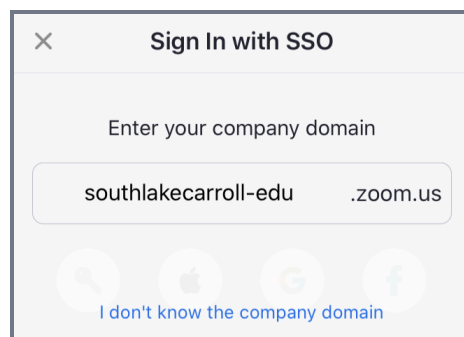 Sign In with SSO
Enter your company domain
southlakecarroll-edu .zoom.us
I don't know the company domain